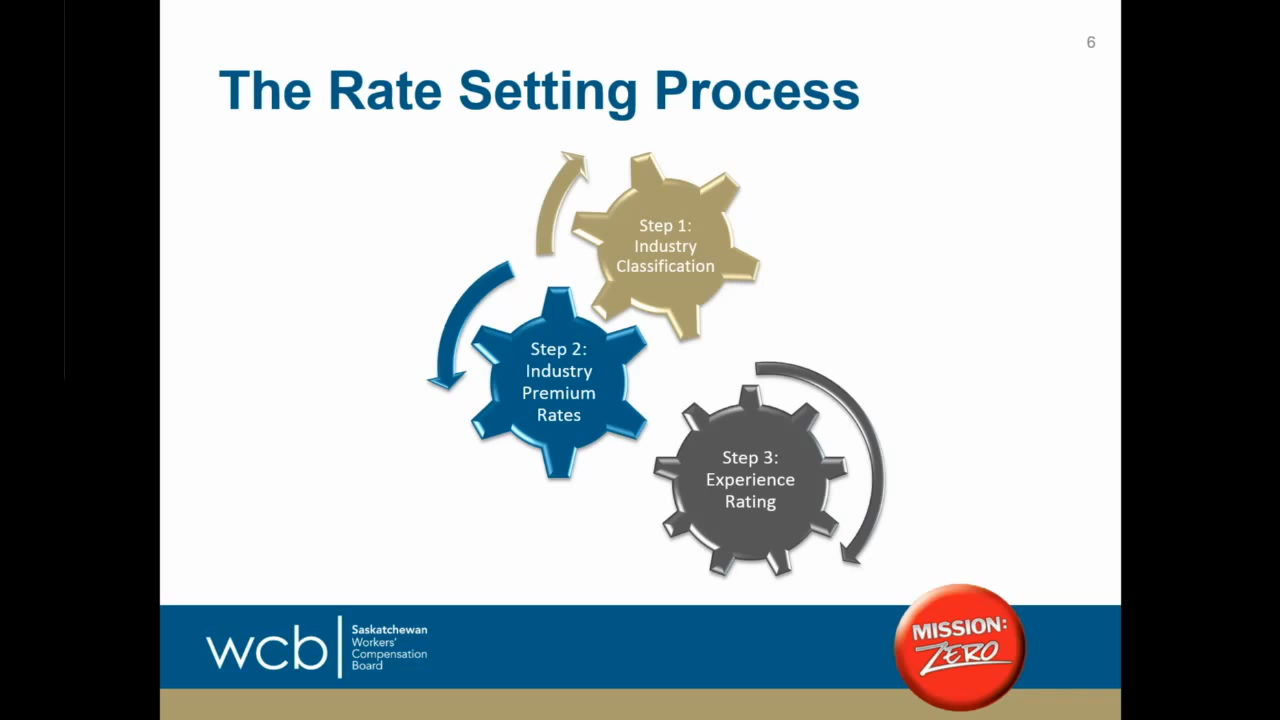 6
The Rate Setting Process
Step 1:
Industry
Classification
Step 2:
Industry
Premium
Rates
Step 3:
Experience
Rating
wcb
Saskatchewan
Workers'
Compensation
Board
MISSION:
ZERO